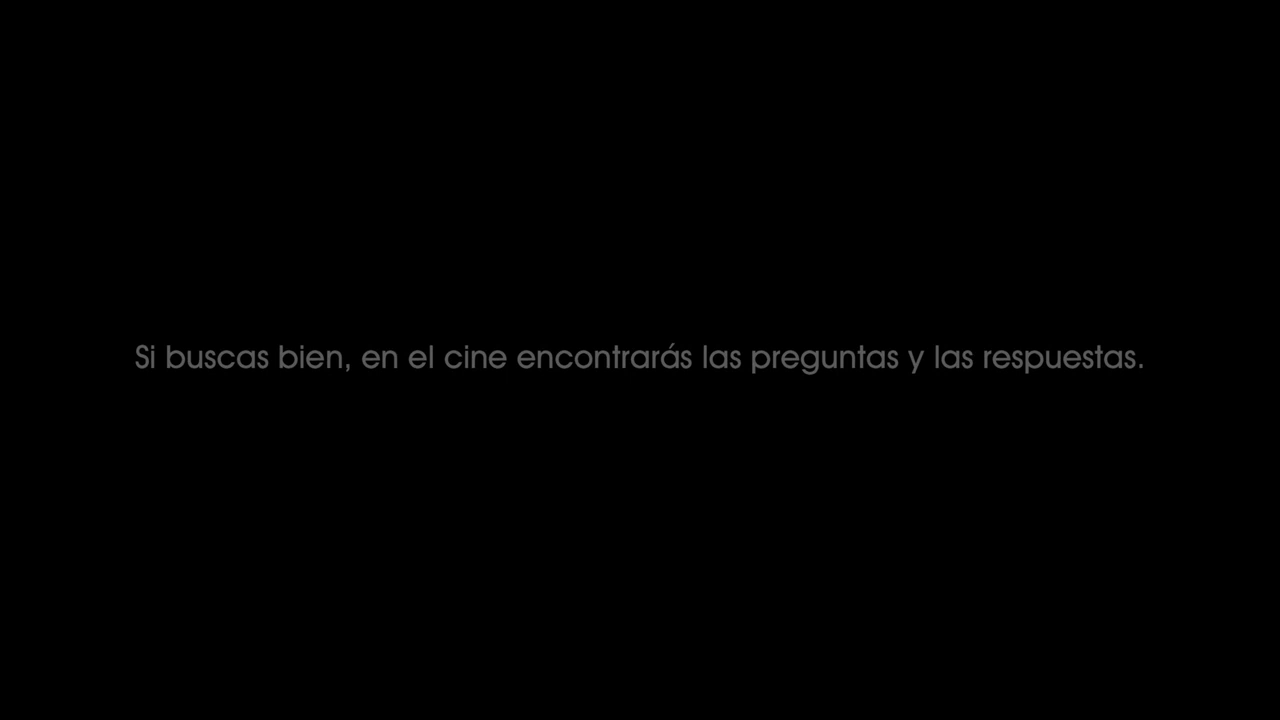 Si buscas bien, en el cine encontrarás las preguntas y las respuestas.